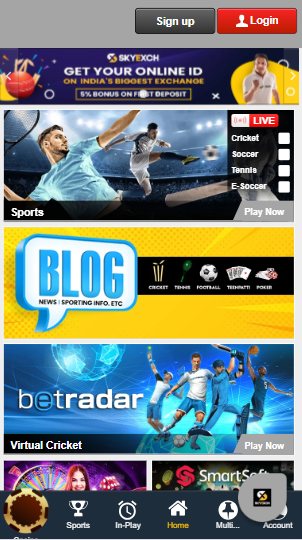 Sign up
Login
SKYEXCH
GET YOUR ONLINE ID
ON INDIA'S BIGGEST EXCHANGE
5% BONUS ON FIRST DEPOSIT
LIVE
Cricket
Soccer
Tennis
E-Soccer
Sports
Play Now
BLOG
NEWS | SPORTING INFO. ETC
CRICKET
TENNIS
FOOTBALL
TEENPATTI
POKER
betradar
Virtual Cricket
Play Now
SmartSoft
Sports
In-Play
Home
Multi...
Account